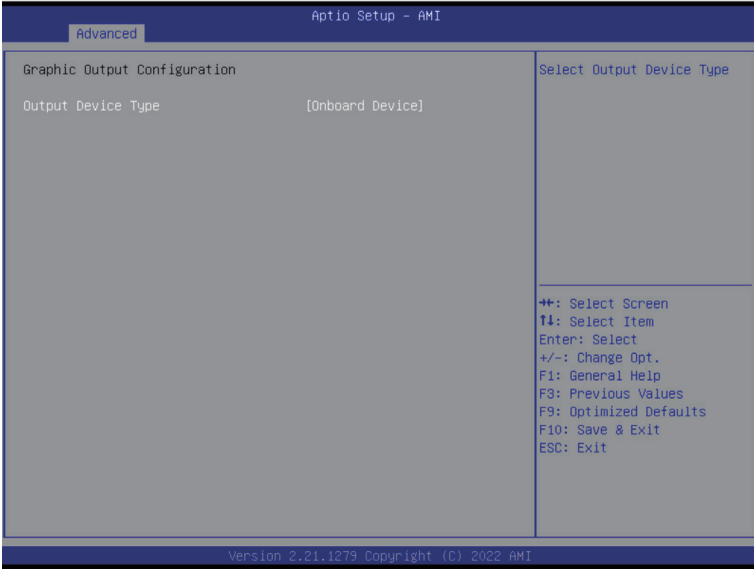 Aptio Setup – AMI
Advanced
Graphic Output Configuration
Output Device Type [Onboard Device]
Select Output Device Type
→←: Select Screen
↑↓: Select Item
Enter: Select
+/-: Change Opt.
F1: General Help
F3: Previous Values
F9: Optimized Defaults
F10: Save & Exit
ESC: Exit
Version 2.21.1279 Copyright (C) 2022 AMI